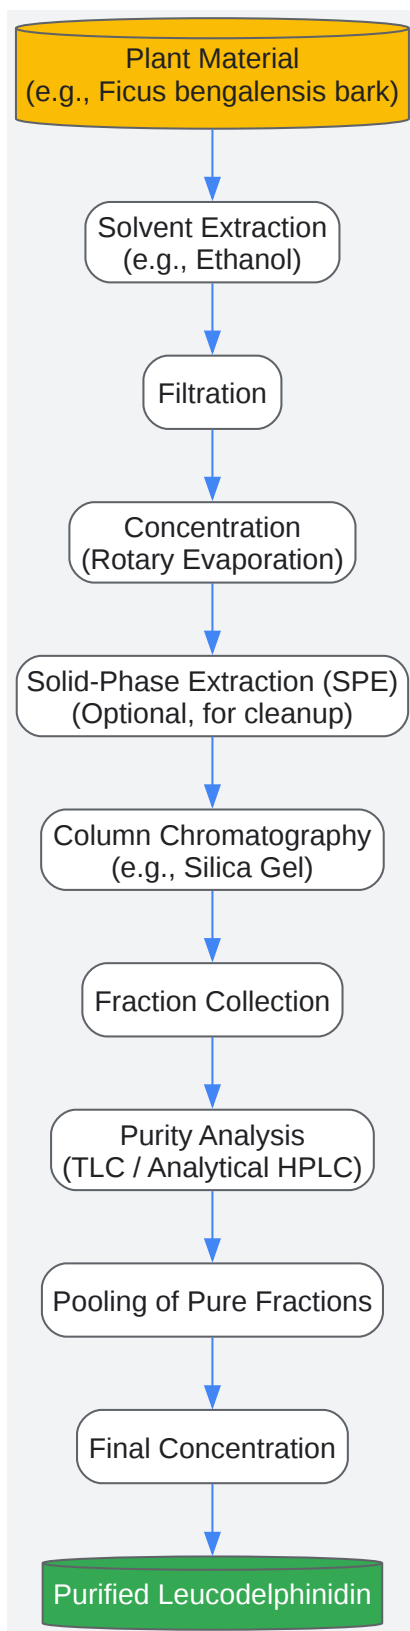 Plant Material
(e.g., Ficus bengalensis bark)
Solvent Extraction
(e.g., Ethanol)
Filtration
Concentration
(Rotary Evaporation)
Solid-Phase Extraction (SPE)
(Optional, for cleanup)
Column Chromatography
(e.g., Silica Gel)
Fraction Collection
Purity Analysis
(TLC / Analytical HPLC)
Pooling of Pure Fractions
Final Concentration
Purified Leucodelphinidin